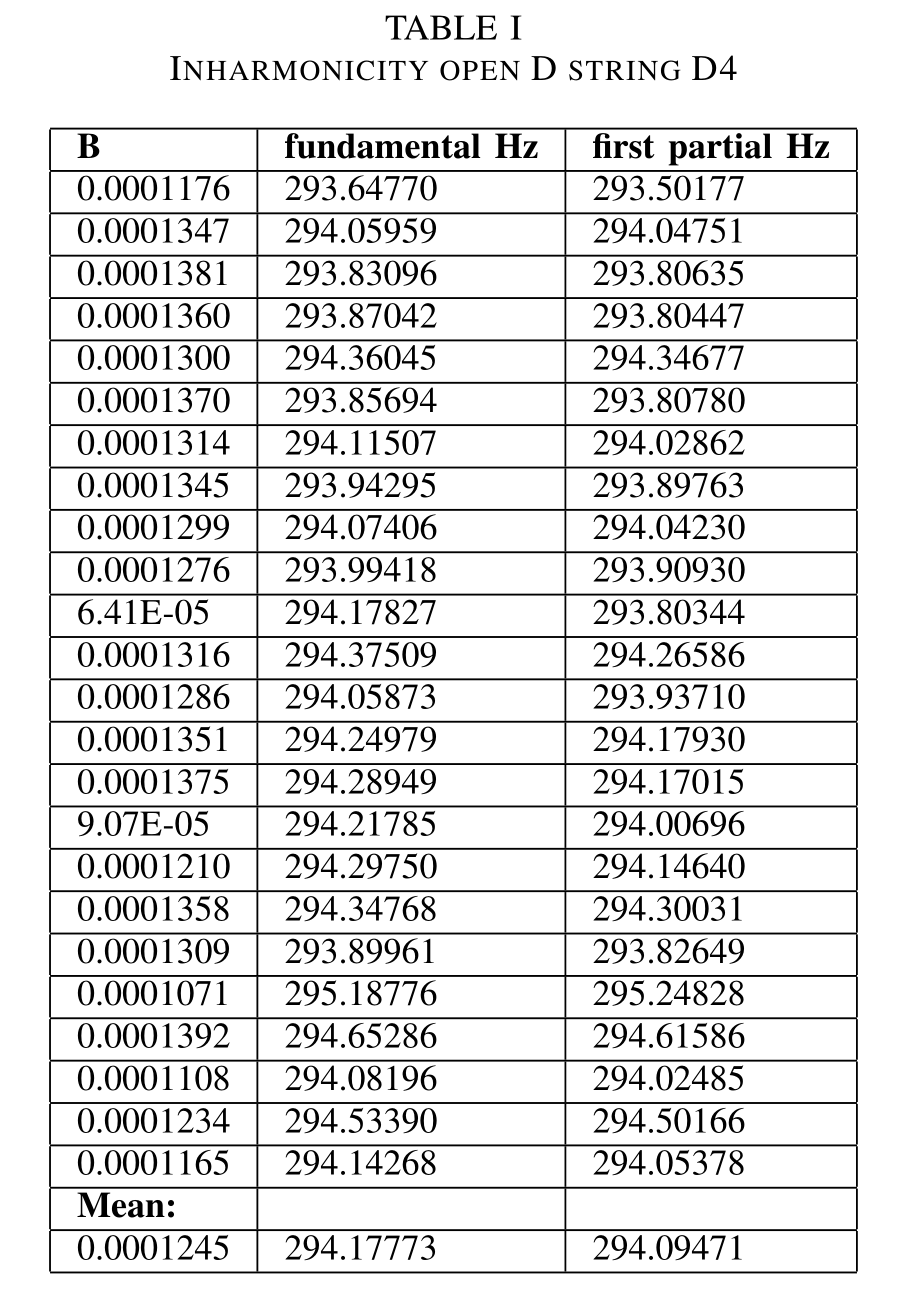 TABLE I
INHARMONICITY OPEN D STRING D4
B fundamental Hz first partial Hz
0.0001176 293.64770 293.50177
0.0001347 294.05959 294.04751
0.0001381 293.83096 293.80635
0.0001360 293.87042 293.80447
0.0001300 294.36045 294.34677
0.0001370 293.85694 293.80780
0.0001314 294.11507 294.02862
0.0001345 293.94295 293.89763
0.0001299 294.07406 294.04230
0.0001276 293.99418 293.90930
6.41E-05 294.17827 293.80344
0.0001316 294.37509 294.26586
0.0001286 294.05873 293.93710
0.0001351 294.24979 294.17930
0.0001375 294.28949 294.17015
9.07E-05 294.21785 294.00696
0.0001210 294.29750 294.14640
0.0001358 294.34768 294.30031
0.0001309 293.89961 293.82649
0.0001071 295.18776 295.24828
0.0001392 294.65286 294.61586
0.0001108 294.08196 294.02485
0.0001234 294.53390 294.50166
0.0001165 294.14268 294.05378
Mean:
0.0001245 294.17773 294.09471